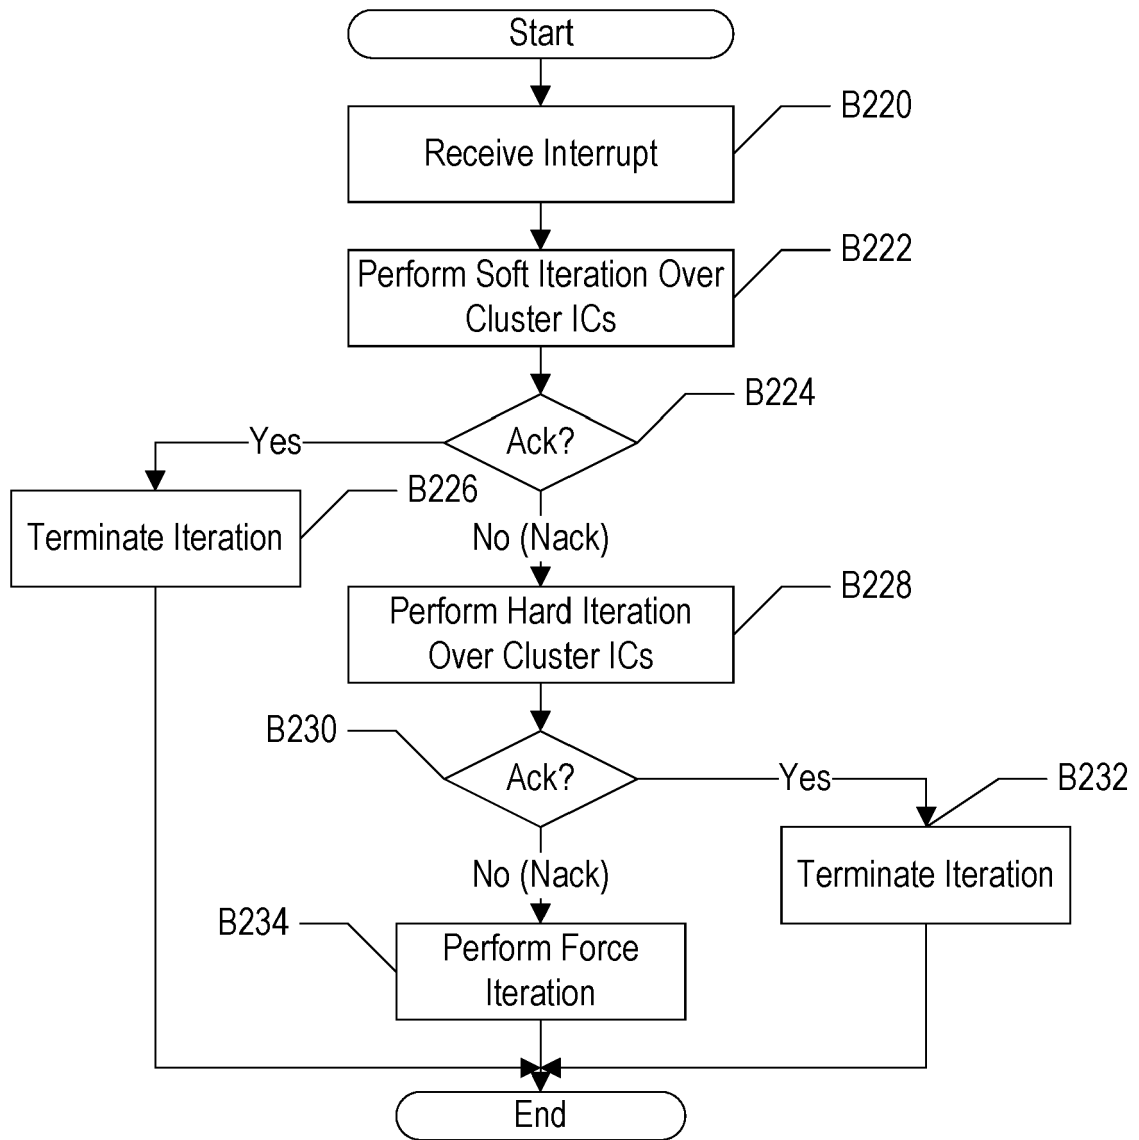 Start
B220
Receive Interrupt
B222
Perform Soft Iteration Over
Cluster ICs
B224
Ack?
Yes
B226
Terminate Iteration
No (Nack)
B228
Perform Hard Iteration
Over Cluster ICs
B230
Ack?
Yes
B232
No (Nack)
Terminate Iteration
B234
Perform Force
Iteration
End